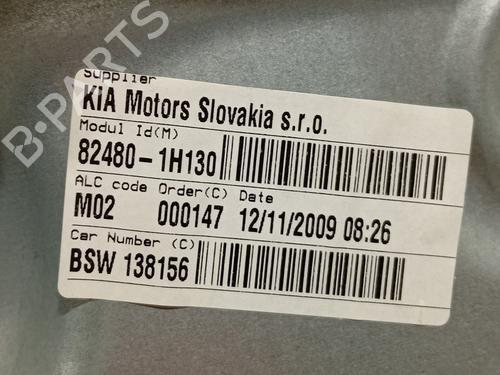 Supplier
KIA Motors Slovakia s.r.o.
Modul Id(M)
82480-1H130
ALC code Order(C) Date
M02 000147 12/11/2009 08:26
Car Number (C)
BSW 138156
B-PARTS